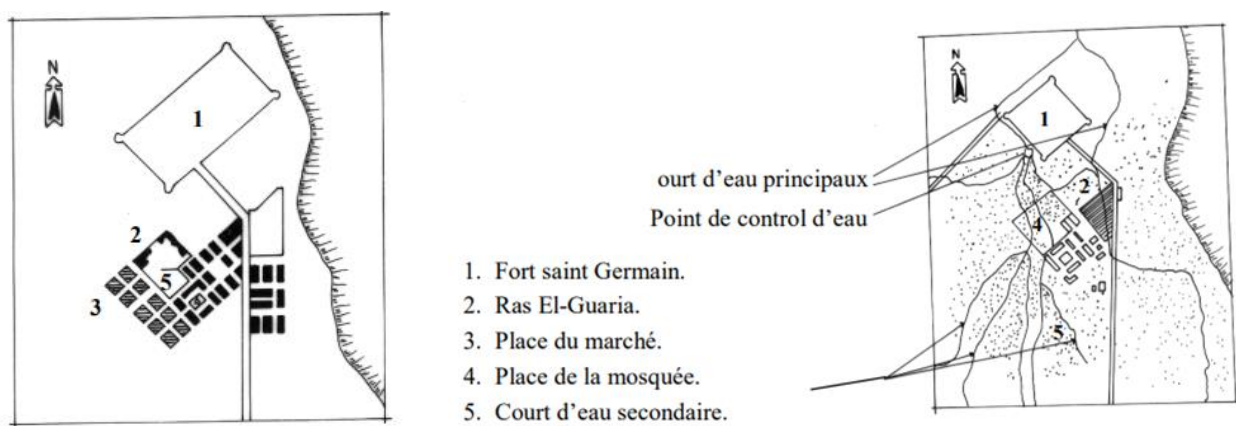 N
1
2
5
3
ourt d'eau principaux
Point de control d'eau
1. Fort saint Germain.
2. Ras El-Guaria.
3. Place du marché.
4. Place de la mosquée.
5. Court d'eau secondaire.
N
1
2
4
5